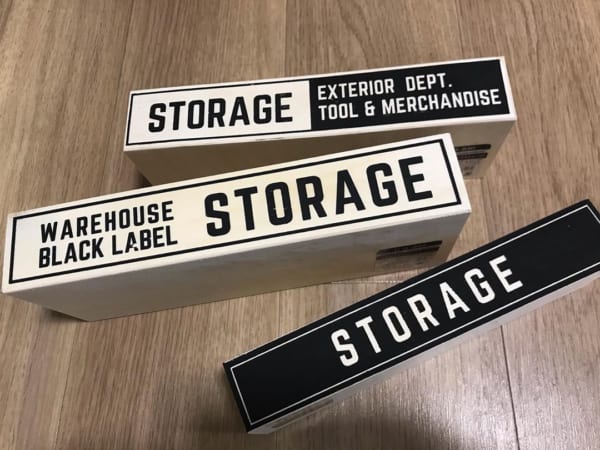 STORAGE
EXTERIOR DEPT.
TOOL & MERCHANDISE
WAREHOUSE
BLACK LABEL
STORAGE
STORAGE